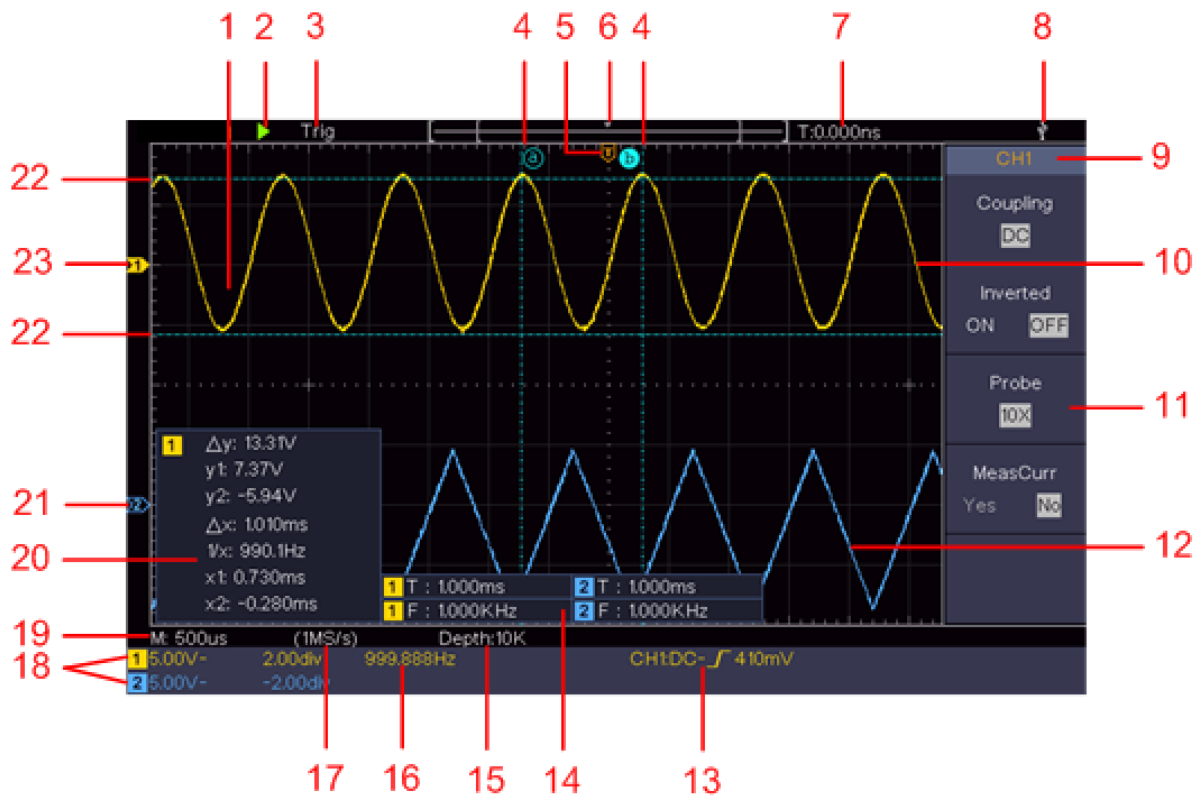 1 2 3 4 5 6 4 7 8
Trig T:0.000ns
a T b
CH1 9
22
Coupling
DC
23 1 10
Inverted
ON OFF
22
Probe
10X 11
1 Δy: 13.31V
y1: 7.37V
y2: -5.94V
Δx: 1.010ms
1/x: 990.1Hz
x1: 0.730ms
x2: -0.280ms
MeasCurr
Yes No
21 2
20 12
1 T : 1.000ms 2 T : 1.000ms
1 F : 1.000KHz 2 F : 1.000KHz
19 M: 500us (1MS/s) Depth:10K
18 1 5.00V- 2.00div 999.888Hz CH1:DC- 410mV
2 5.00V- -2.00div
17 16 15 14 13